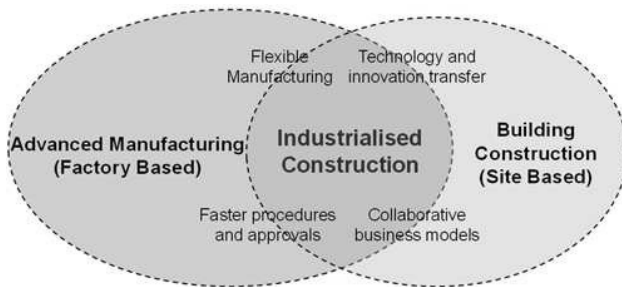 Flexible
Manufacturing
Technology and
innovation transfer
Advanced Manufacturing
(Factory Based)
Industrialised
Construction
Building
Construction
(Site Based)
Faster procedures
and approvals
Collaborative
business models